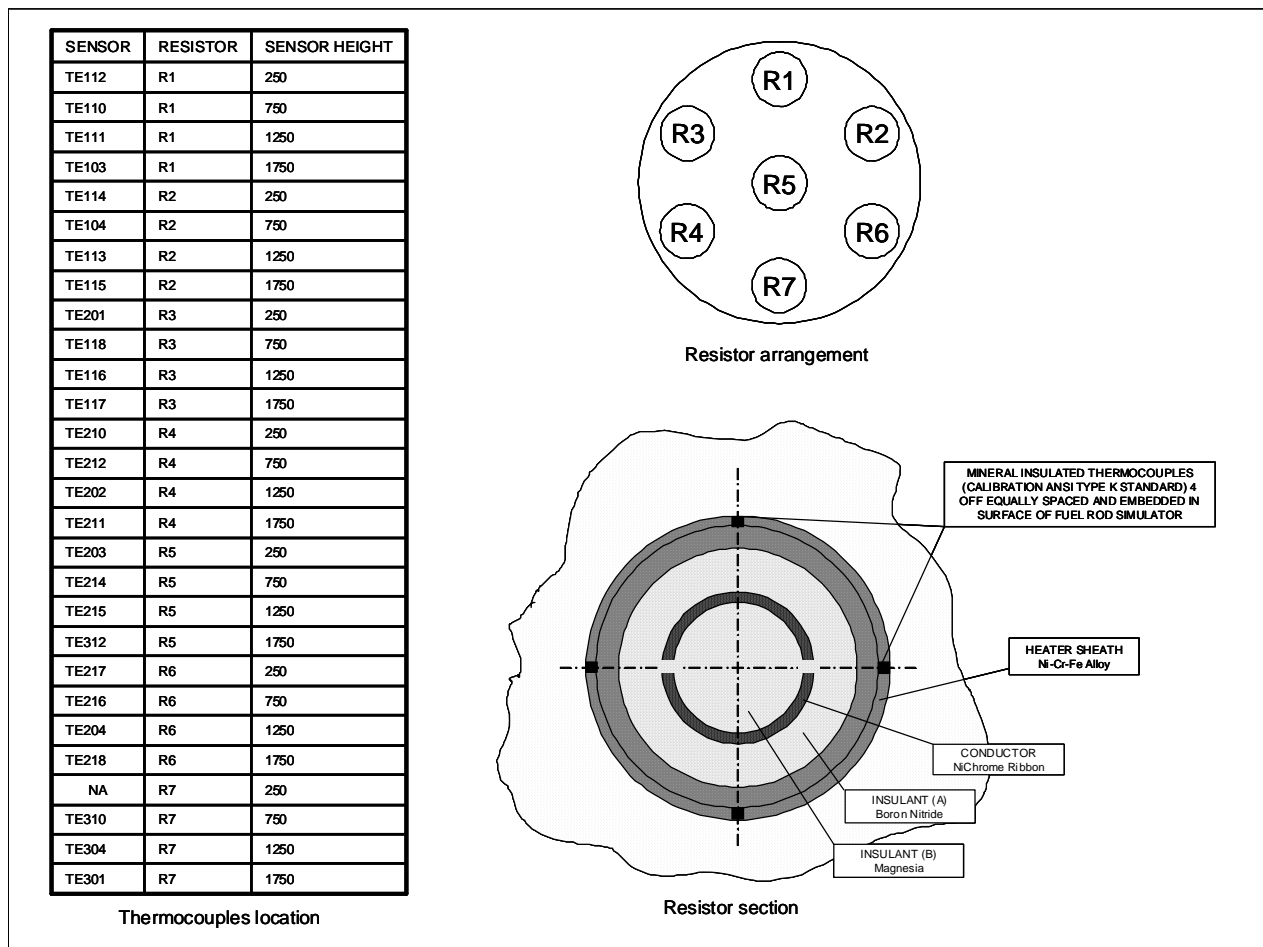 SENSOR RESISTOR SENSOR HEIGHT
TE112 R1 250
TE110 R1 750
TE111 R1 1250
TE103 R1 1750
TE114 R2 250
TE104 R2 750
TE113 R2 1250
TE115 R2 1750
TE201 R3 250
TE118 R3 750
TE116 R3 1250
TE117 R3 1750
TE210 R4 250
TE212 R4 750
TE202 R4 1250
TE211 R4 1750
TE203 R5 250
TE214 R5 750
TE215 R5 1250
TE312 R5 1750
TE217 R6 250
TE216 R6 750
TE204 R6 1250
TE218 R6 1750
NA R7 250
TE310 R7 750
TE304 R7 1250
TE301 R7 1750
Thermocouples location
R1
R3 R2
R5
R4 R6
R7
Resistor arrangement
MINERAL INSULATED THERMOCOUPLES
(CALIBRATION ANSI TYPE K STANDARD) 4
OFF EQUALLY SPACED AND EMBEDDED IN
SURFACE OF FUEL ROD SIMULATOR
HEATER SHEATH
Ni-Cr-Fe Alloy
CONDUCTOR
NiChrome Ribbon
INSULANT (A)
Boron Nitride
INSULANT (B)
Magnesia
Resistor section